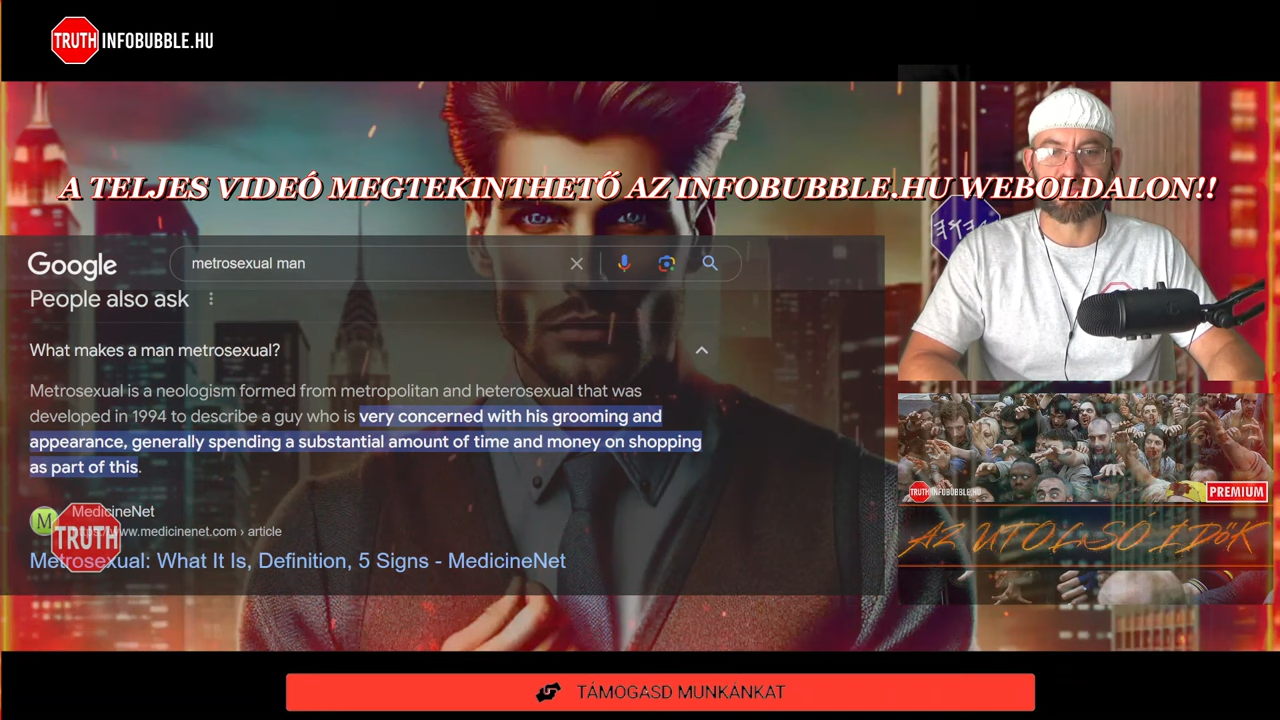 TRUTH INFOBUBBLE.HU
A TELJES VIDEÓ MEGTEKINTHETŐ AZ INFOBUBBLE.HU WEBOLDALON!!
Google
metrosexual man
People also ask
What makes a man metrosexual?
Metrosexual is a neologism formed from metropolitan and heterosexual that was
developed in 1994 to describe a guy who is very concerned with his grooming and
appearance, generally spending a substantial amount of time and money on shopping
as part of this.
M
MedicineNet
www.medicinenet.com › article
TRUTH
Metrosexual: What It Is, Definition, 5 Signs - MedicineNet
TRUTH INFOBUBBLE.HU
PREMIUM
AZ UTOLSÓ IDŐK
TÁMOGASD MUNKÁNKAT